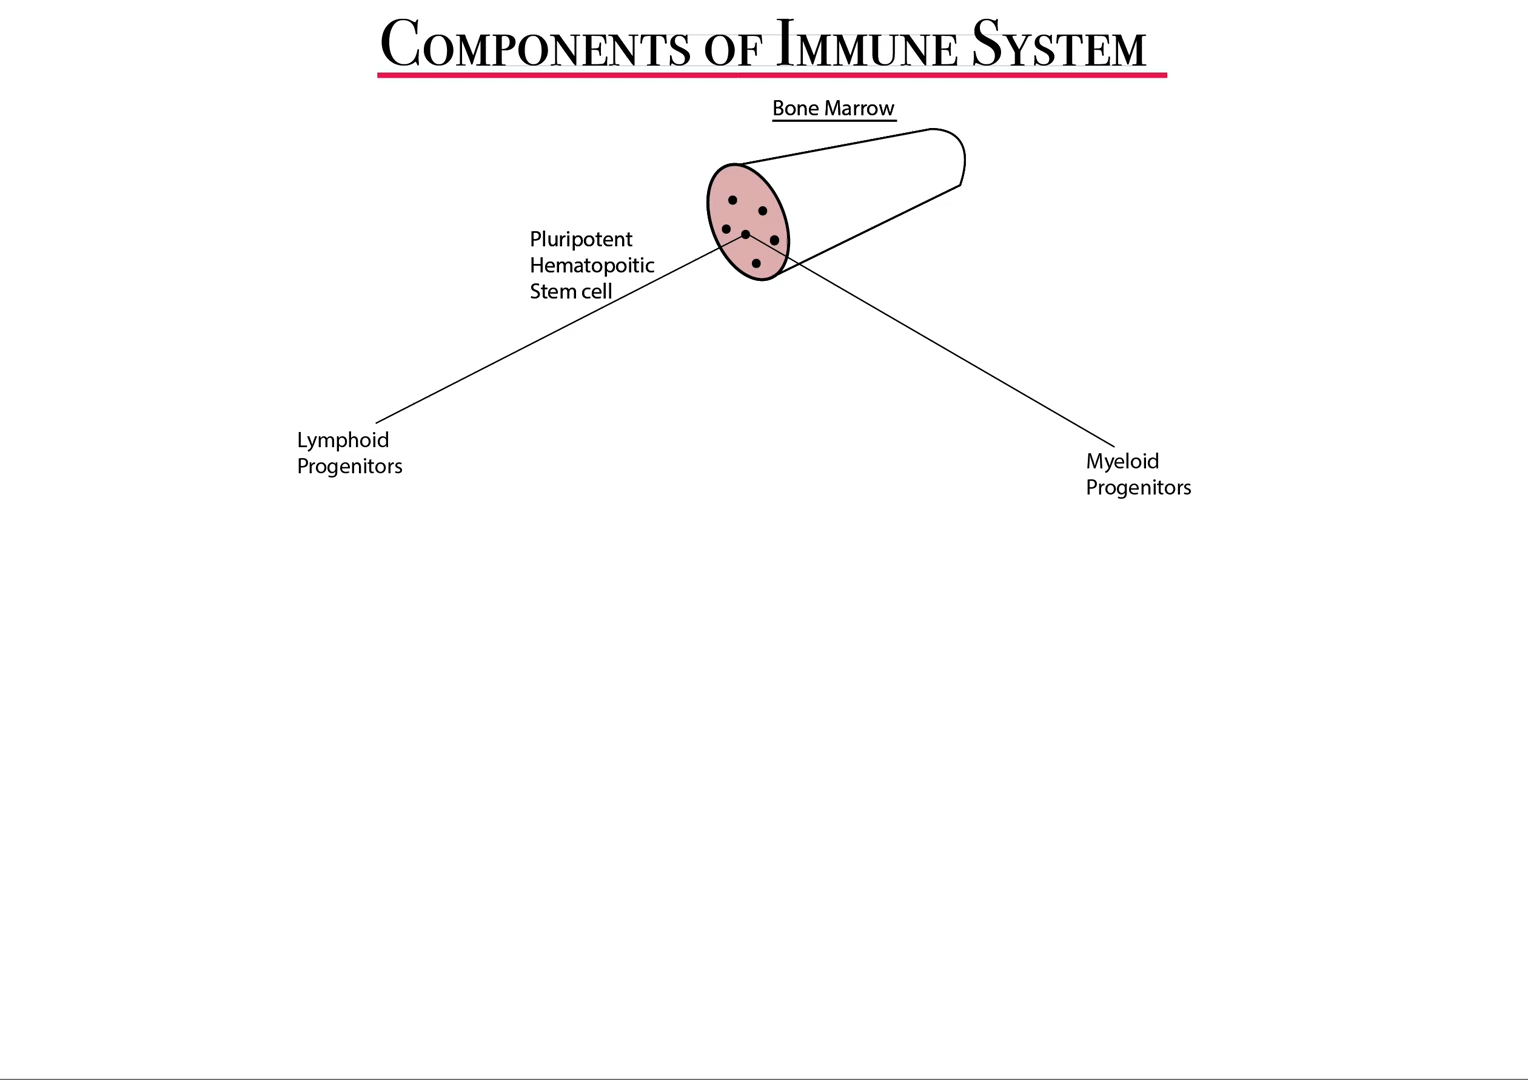 Components of Immune System
Bone Marrow
Pluripotent
Hematopoitic
Stem cell
Lymphoid
Progenitors
Myeloid
Progenitors